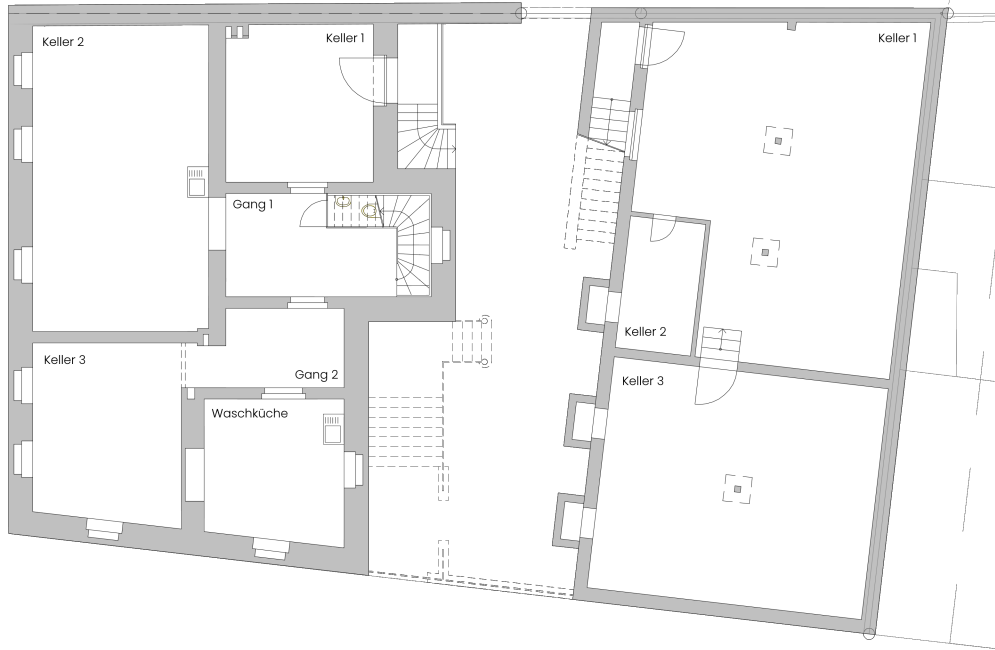 Keller 2
Keller 1
Gang 1
Keller 3
Gang 2
Waschküche
Keller 1
Keller 2
Keller 3